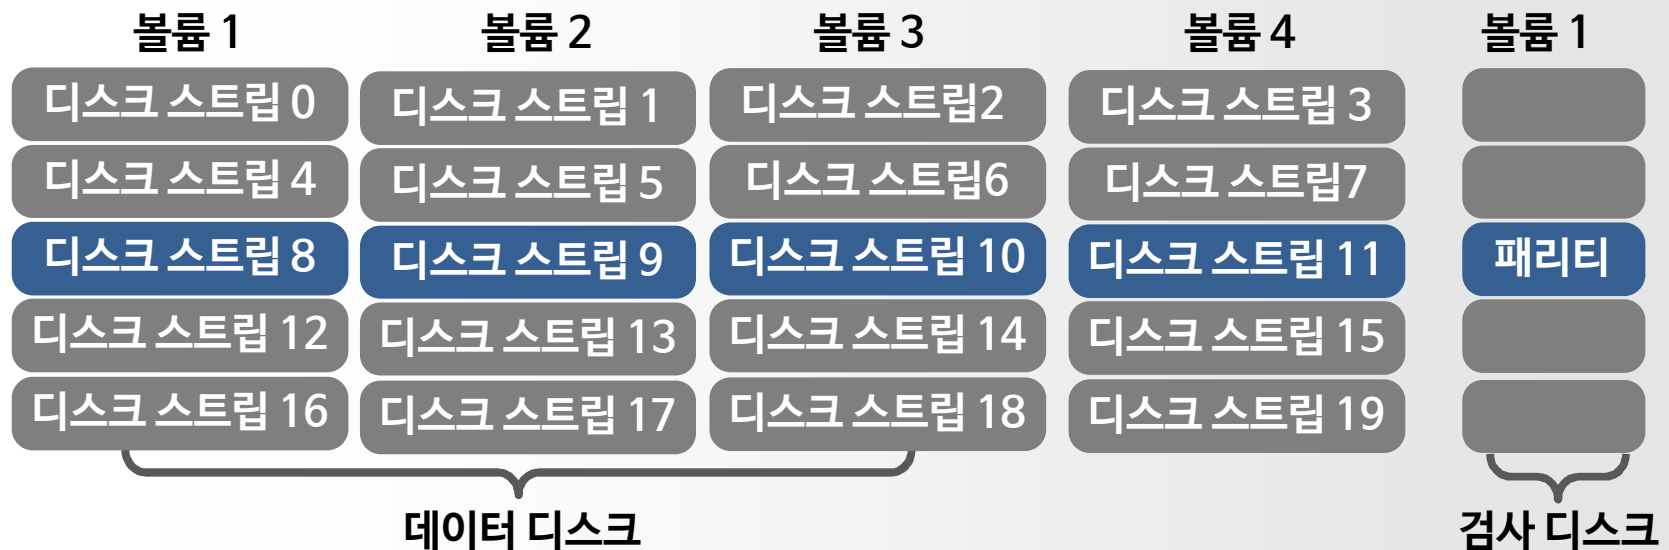 볼륨 1 볼륨 2 볼륨 3 볼륨 4 볼륨 1
디스크 스트립 0 디스크 스트립 1 디스크 스트립2 디스크 스트립 3
디스크 스트립 4 디스크 스트립 5 디스크 스트립6 디스크 스트립7
디스크 스트립 8 디스크 스트립 9 디스크 스트립 10 디스크 스트립 11 패리티
디스크 스트립 12 디스크 스트립 13 디스크 스트립 14 디스크 스트립 15
디스크 스트립 16 디스크 스트립 17 디스크 스트립 18 디스크 스트립 19
데이터 디스크 검사 디스크